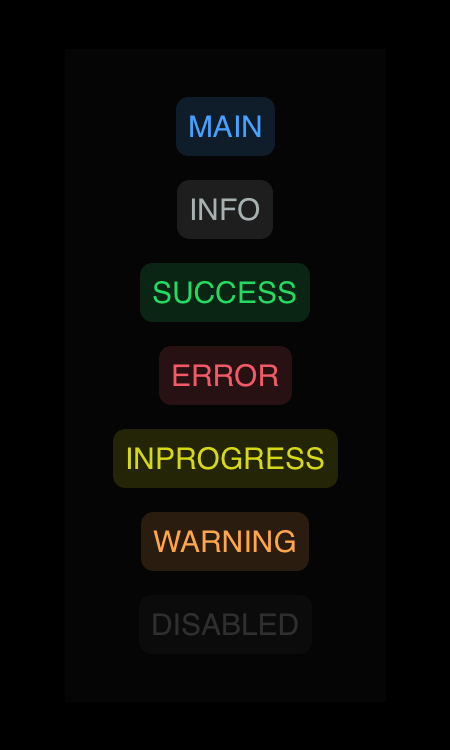 MAIN
INFO
SUCCESS
ERROR
INPROGRESS
WARNING
DISABLED